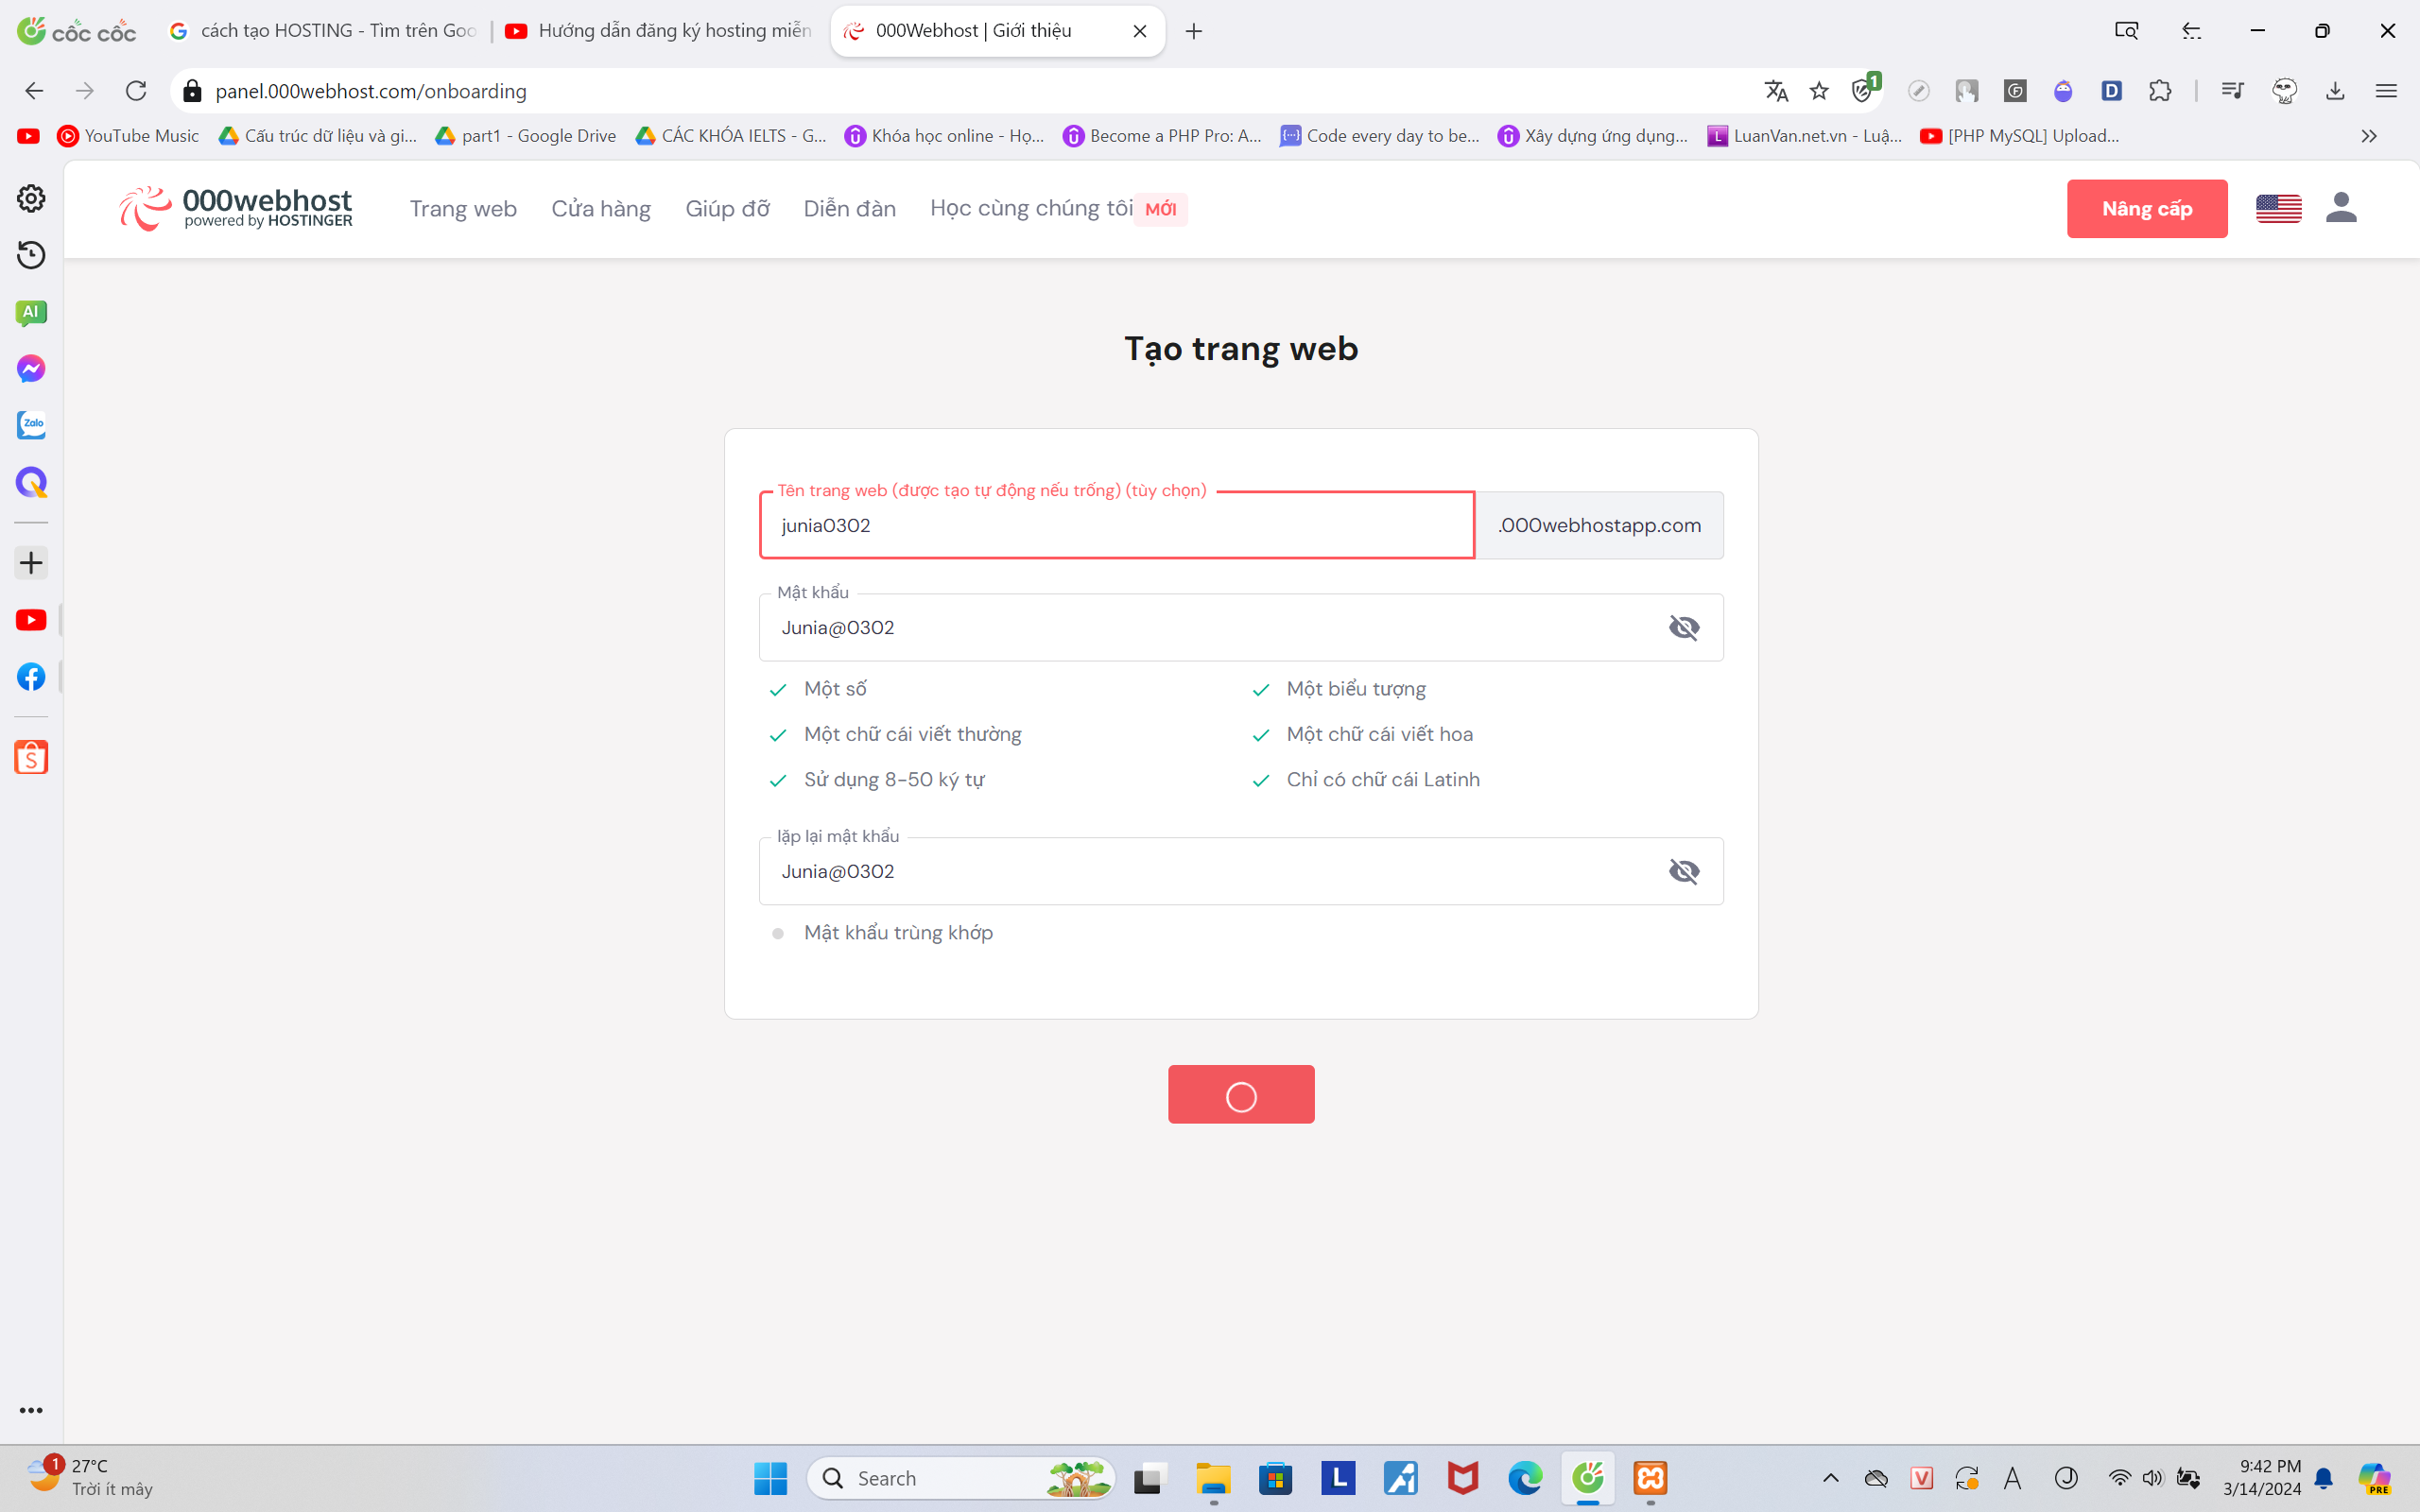 cốc cốc
cách tạo HOSTING - Tìm trên Goo
Hướng dẫn đăng ký hosting miễn
000Webhost | Giới thiệu
panel.000webhost.com/onboarding
1
YouTube Music
Cấu trúc dữ liệu và gi...
part1 - Google Drive
CÁC KHÓA IELTS - G...
Khóa học online - Họ...
Become a PHP Pro: A...
Code every day to be...
Xây dựng ứng dụng...
LuanVan.net.vn - Luậ...
[PHP MySQL] Upload...
AI
Zalo
000webhost
powered by HOSTINGER
Trang web
Cửa hàng
Giúp đỡ
Diễn đàn
Học cùng chúng tôi MỚI
Nâng cấp
Tạo trang web
Tên trang web (được tạo tự động nếu trống) (tùy chọn)
junia0302
.000webhostapp.com
Mật khẩu
Junia@0302
Một số
Một biểu tượng
Một chữ cái viết thường
Một chữ cái viết hoa
Sử dụng 8-50 ký tự
Chỉ có chữ cái Latinh
lặp lại mật khẩu
Junia@0302
Mật khẩu trùng khớp
1
27°C
Trời ít mây
Search
9:42 PM
3/14/2024
PRE